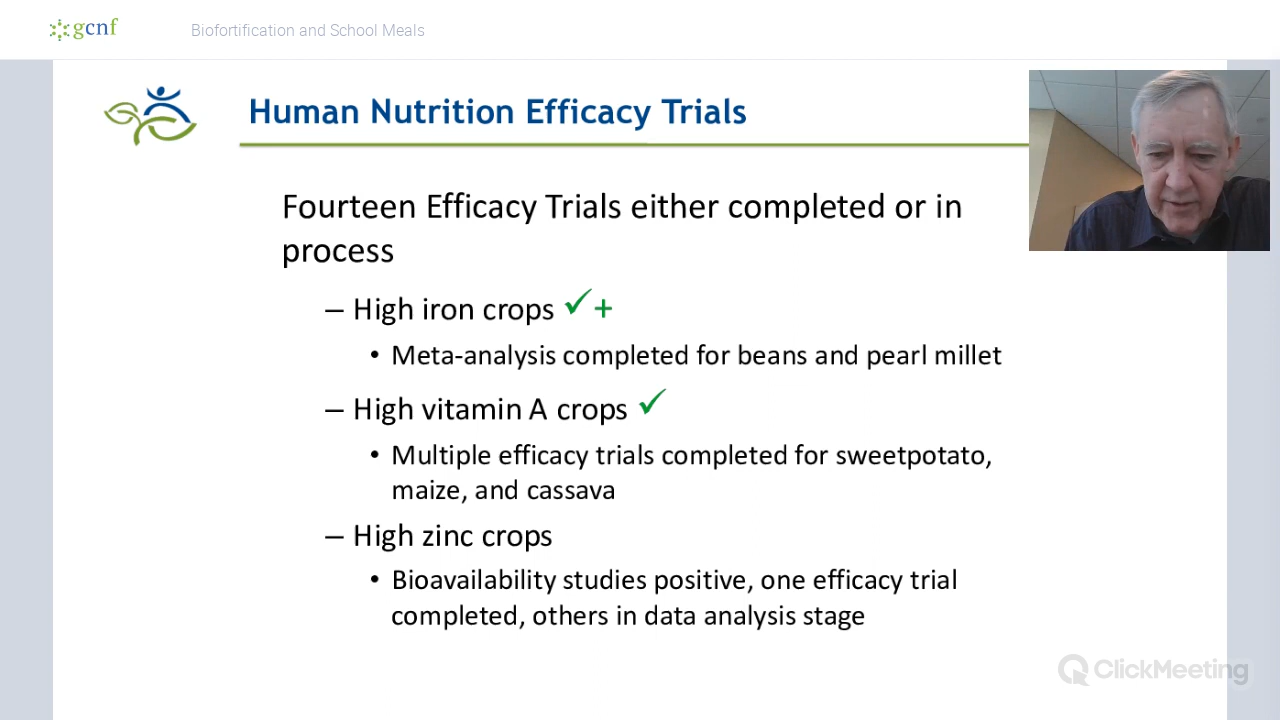 gcnf
Biofortification and School Meals
Human Nutrition Efficacy Trials
Fourteen Efficacy Trials either completed or in
process
– High iron crops ✓+
• Meta-analysis completed for beans and pearl millet
– High vitamin A crops ✓
• Multiple efficacy trials completed for sweetpotato,
maize, and cassava
– High zinc crops
• Bioavailability studies positive, one efficacy trial
completed, others in data analysis stage
ClickMeeting